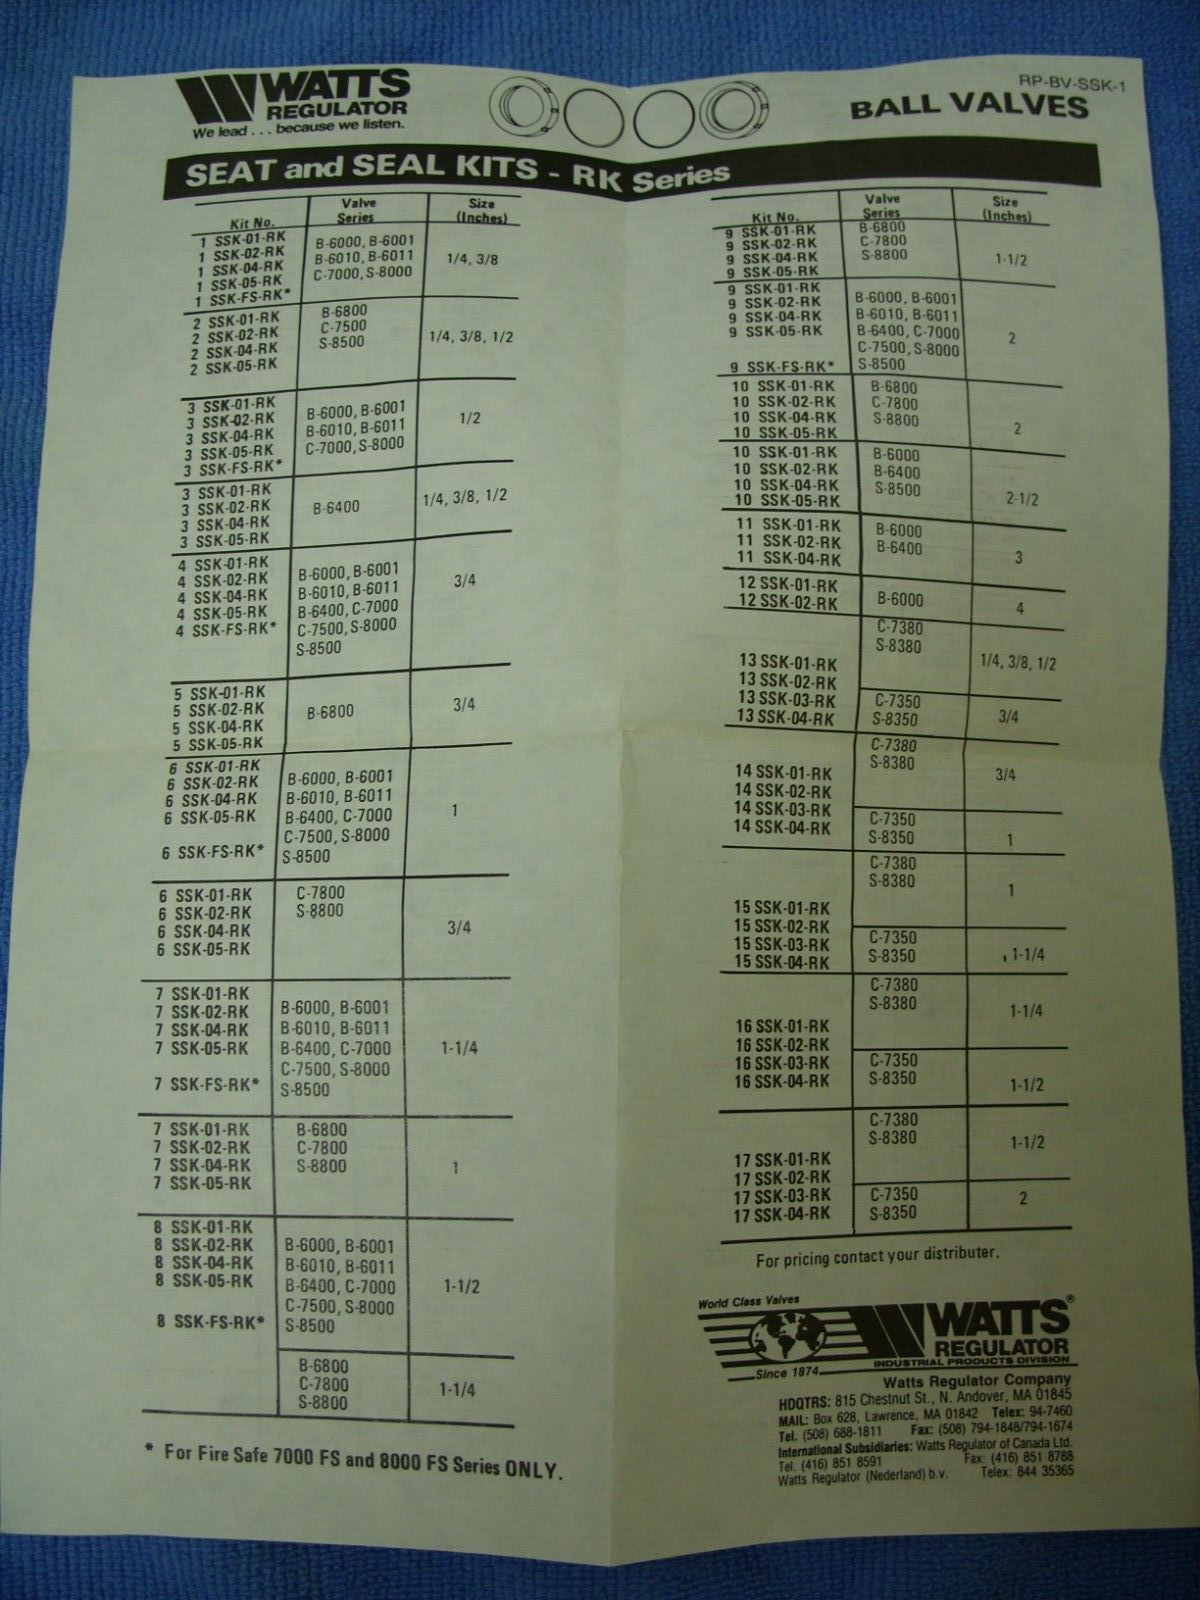 WATTS
REGULATOR
We lead . . . because we listen.
RP-BV-SSK-1
BALL VALVES
SEAT and SEAL KITS - RK Series
Kit No. Valve Series Size (Inches)
1 SSK-01-RK
1 SSK-02-RK
1 SSK-04-RK
1 SSK-05-RK
1 SSK-FS-RK*
B-6000, B-6001
B-6010, B-6011
C-7000, S-8000
1/4, 3/8
2 SSK-01-RK
2 SSK-02-RK
2 SSK-04-RK
2 SSK-05-RK
B-6800
C-7500
S-8500
1/4, 3/8, 1/2
3 SSK-01-RK
3 SSK-02-RK
3 SSK-04-RK
3 SSK-05-RK
3 SSK-FS-RK*
B-6000, B-6001
B-6010, B-6011
C-7000, S-8000
1/2
3 SSK-01-RK
3 SSK-02-RK
3 SSK-04-RK
3 SSK-05-RK
B-6400
1/4, 3/8, 1/2
4 SSK-01-RK
4 SSK-02-RK
4 SSK-04-RK
4 SSK-05-RK
4 SSK-FS-RK*
B-6000, B-6001
B-6010, B-6011
B-6400, C-7000
C-7500, S-8000
S-8500
3/4
5 SSK-01-RK
5 SSK-02-RK
5 SSK-04-RK
5 SSK-05-RK
B-6800
3/4
6 SSK-01-RK
6 SSK-02-RK
6 SSK-04-RK
6 SSK-05-RK
6 SSK-FS-RK*
B-6000, B-6001
B-6010, B-6011
B-6400, C-7000
C-7500, S-8000
S-8500
1
6 SSK-01-RK
6 SSK-02-RK
6 SSK-04-RK
6 SSK-05-RK
C-7800
S-8800
3/4
7 SSK-01-RK
7 SSK-02-RK
7 SSK-04-RK
7 SSK-05-RK
7 SSK-FS-RK*
B-6000, B-6001
B-6010, B-6011
B-6400, C-7000
C-7500, S-8000
S-8500
1-1/4
7 SSK-01-RK
7 SSK-02-RK
7 SSK-04-RK
7 SSK-05-RK
B-6800
C-7800
S-8800
1
8 SSK-01-RK
8 SSK-02-RK
8 SSK-04-RK
8 SSK-05-RK
8 SSK-FS-RK*
B-6000, B-6001
B-6010, B-6011
B-6400, C-7000
C-7500, S-8000
S-8500
1-1/2
B-6800
C-7800
S-8800
1-1/4
* For Fire Safe 7000 FS and 8000 FS Series ONLY.
Kit No. Valve Series Size (Inches)
9 SSK-01-RK
9 SSK-02-RK
9 SSK-04-RK
9 SSK-05-RK
B-6800
C-7800
S-8800
1-1/2
9 SSK-01-RK
9 SSK-02-RK
9 SSK-04-RK
9 SSK-05-RK
9 SSK-FS-RK*
B-6000, B-6001
B-6010, B-6011
B-6400, C-7000
C-7500, S-8000
S-8500
2
10 SSK-01-RK
10 SSK-02-RK
10 SSK-04-RK
10 SSK-05-RK
B-6800
C-7800
S-8800
2
10 SSK-01-RK
10 SSK-02-RK
10 SSK-04-RK
10 SSK-05-RK
B-6000
B-6400
S-8500
2-1/2
11 SSK-01-RK
11 SSK-02-RK
11 SSK-04-RK
B-6000
B-6400
3
12 SSK-01-RK
12 SSK-02-RK
B-6000
4
13 SSK-01-RK
13 SSK-02-RK
13 SSK-03-RK
13 SSK-04-RK
C-7380
S-8380
1/4, 3/8, 1/2
C-7350
S-8350
3/4
14 SSK-01-RK
14 SSK-02-RK
14 SSK-03-RK
14 SSK-04-RK
C-7380
S-8380
3/4
C-7350
S-8350
1
15 SSK-01-RK
15 SSK-02-RK
15 SSK-03-RK
15 SSK-04-RK
C-7380
S-8380
1
C-7350
S-8350
1-1/4
16 SSK-01-RK
16 SSK-02-RK
16 SSK-03-RK
16 SSK-04-RK
C-7380
S-8380
1-1/4
C-7350
S-8350
1-1/2
17 SSK-01-RK
17 SSK-02-RK
17 SSK-03-RK
17 SSK-04-RK
C-7380
S-8380
1-1/2
C-7350
S-8350
2
For pricing contact your distributer.
World Class Valves
Since 1874
WATTS®
REGULATOR
INDUSTRIAL PRODUCTS DIVISION
Watts Regulator Company
HDQTRS: 815 Chestnut St., N. Andover, MA 01845
MAIL: Box 628, Lawrence, MA 01842 Telex: 94-7460
Tel. (508) 688-1811 Fax: (508) 794-1848/794-1674
International Subsidiaries: Watts Regulator of Canada Ltd.
Tel. (416) 851 8591 Fax: (416) 851 8788
Watts Regulator (Nederland) b.v. Telex: 844 35365